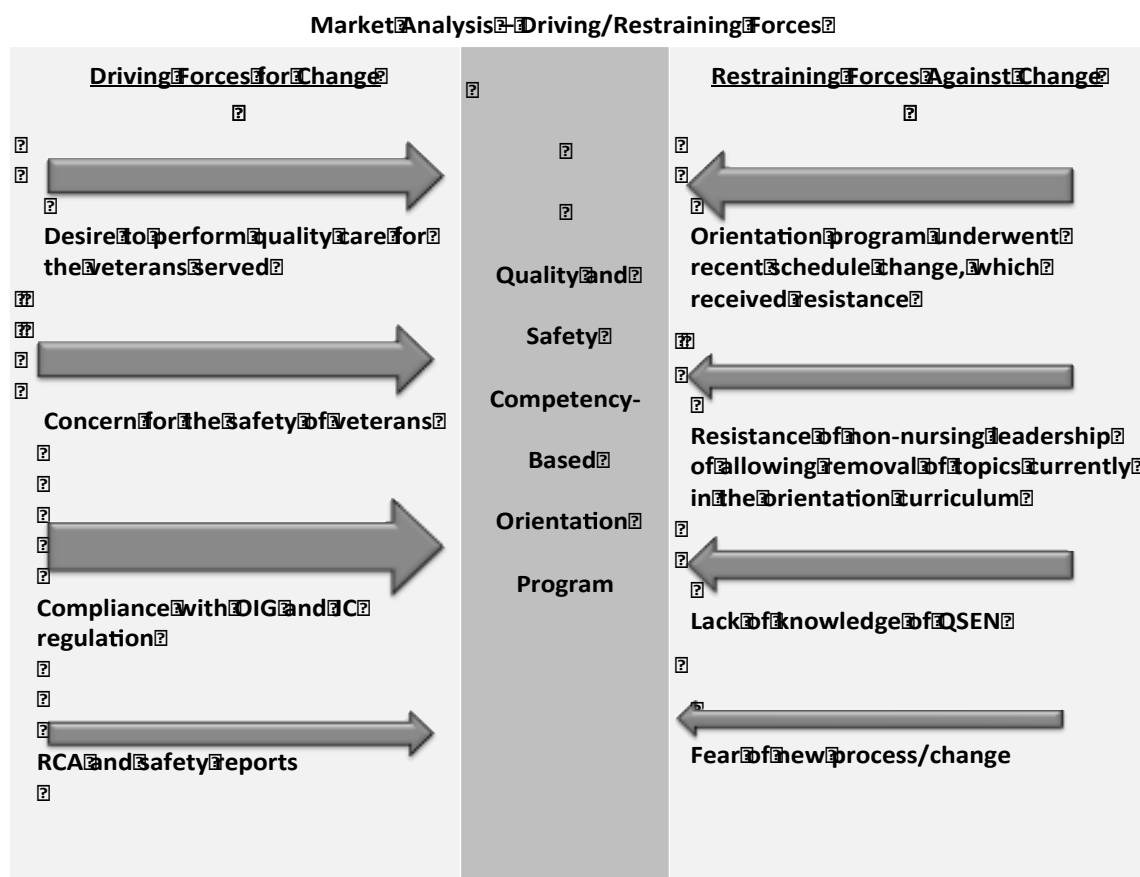 Market Analysis – Driving/Restraining Forces
Driving Forces for Change
Desire to perform quality care for
the veterans served
Concern for the safety of veterans
Compliance with OIG and JC
regulation
RCA and safety reports
Quality and
Safety
Competency-
Based
Orientation
Program
Restraining Forces Against Change
Orientation program underwent
recent schedule change, which
received resistance
Resistance of non-nursing leadership
of allowing removal of topics currently
in the orientation curriculum
Lack of knowledge of QSEN
Fear of new process/change